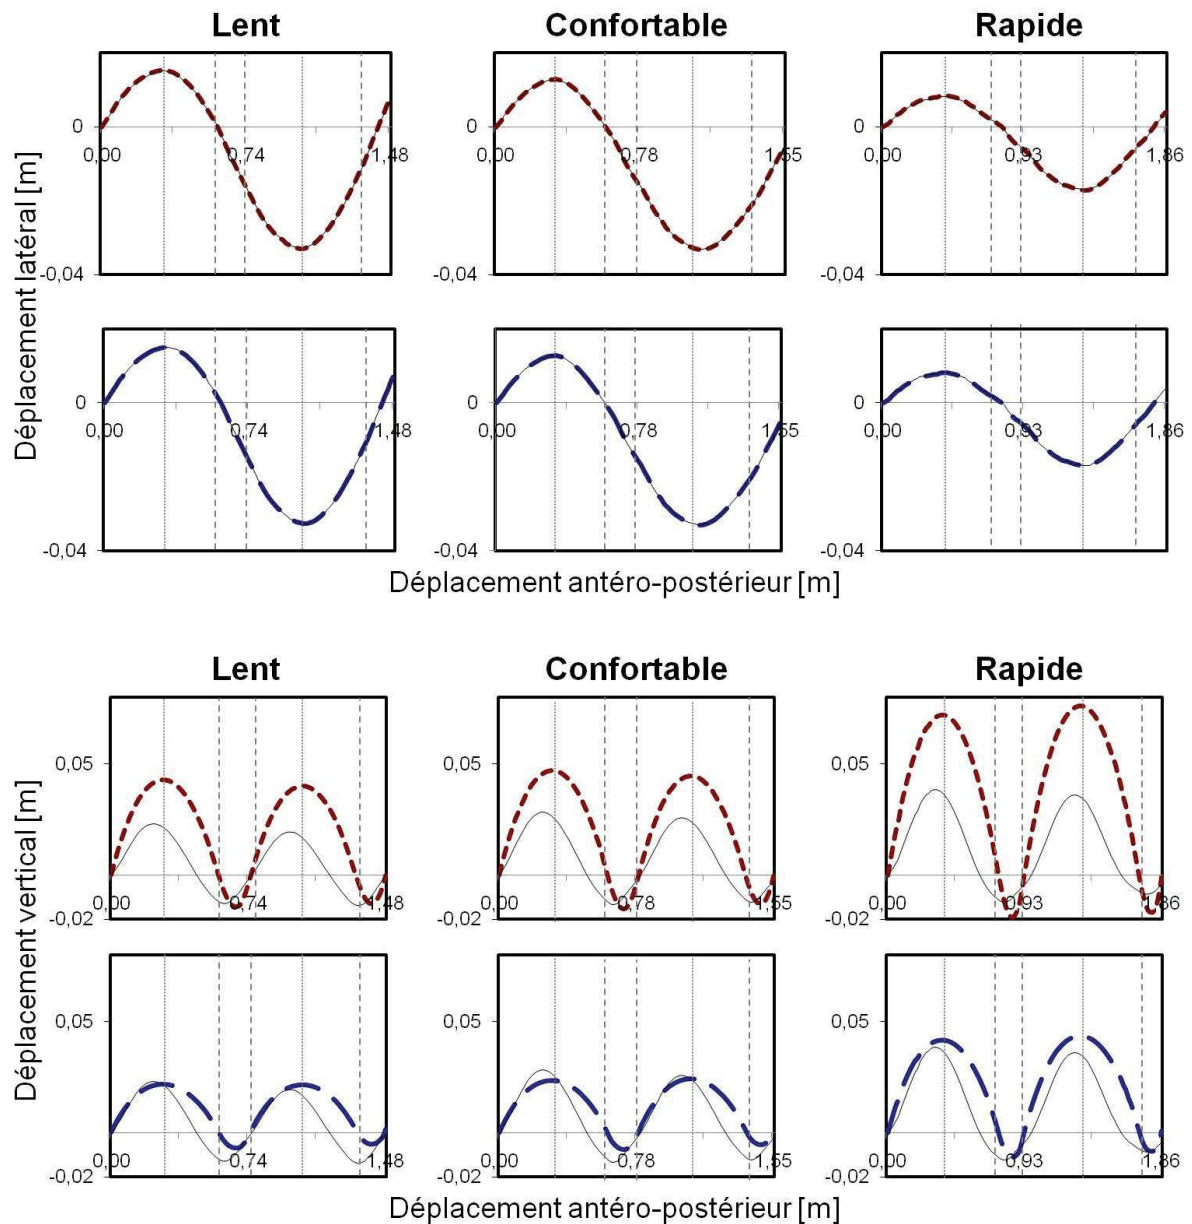 Lent Confortable Rapide
Déplacement latéral [m]
0 0 0
0,00 0,74 1,48 0,00 0,78 1,55 0,00 0,93 1,86
-0,04 -0,04 -0,04
0 0 0
0,00 0,74 1,48 0,00 0,78 1,55 0,00 0,93 1,86
-0,04 -0,04 -0,04
Déplacement antéro-postérieur [m]
Lent Confortable Rapide
Déplacement vertical [m]
0,05 0,05 0,05
0,00 0,74 1,48 0,00 0,78 1,55 0,00 0,93 1,86
-0.02 -0.02 -0.02
0,05 0,05 0,05
0,00 0,74 1,48 0,00 0,78 1,55 0,00 0,93 1,86
-0,02 -0.02 -0.02
Déplacement antéro-postérieur [m]